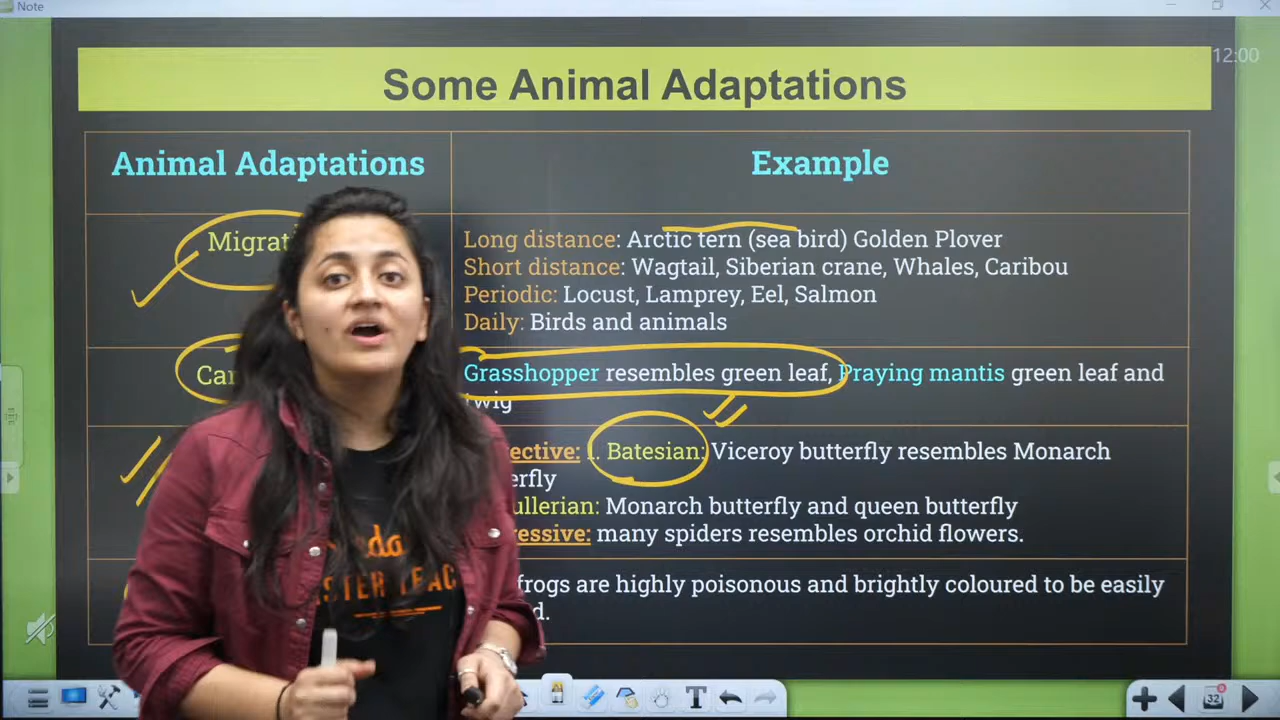 Note
12:00
Some Animal Adaptations
Animal Adaptations
Example
Migrat
Long distance: Arctic tern (sea bird) Golden Plover
Short distance: Wagtail, Siberian crane, Whales, Caribou
Periodic: Locust, Lamprey, Eel, Salmon
Daily: Birds and animals
Ca
Grasshopper resembles green leaf, Praying mantis green leaf and
twig
ective: 1. Batesian: Viceroy butterfly resembles Monarch
erfly
ullerian: Monarch butterfly and queen butterfly
ressive: many spiders resembles orchid flowers.
frogs are highly poisonous and brightly coloured to be easily
d.
T
32